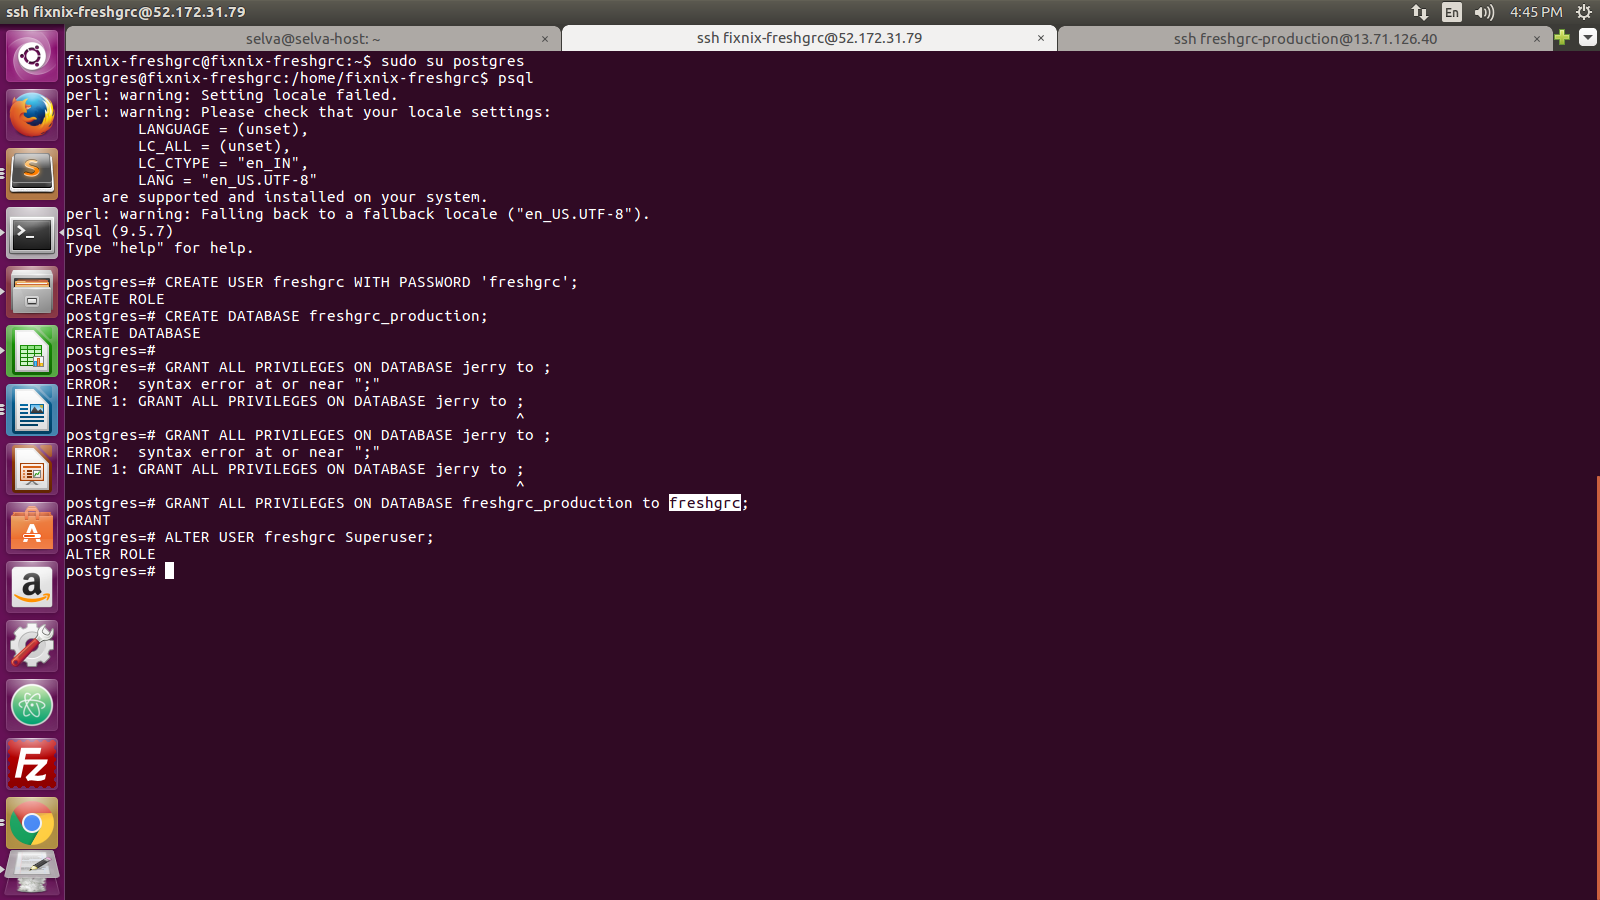 ssh fixnix-freshgrc@52.172.31.79
En
4:45 PM
selva@selva-host: ~ ×
ssh fixnix-freshgrc@52.172.31.79 ×
ssh freshgrc-production@13.71.126.40 ×
fixnix-freshgrc@fixnix-freshgrc:~$ sudo su postgres
postgres@fixnix-freshgrc:/home/fixnix-freshgrc$ psql
perl: warning: Setting locale failed.
perl: warning: Please check that your locale settings:
        LANGUAGE = (unset),
        LC_ALL = (unset),
        LC_CTYPE = "en_IN",
        LANG = "en_US.UTF-8"
    are supported and installed on your system.
perl: warning: Falling back to a fallback locale ("en_US.UTF-8").
psql (9.5.7)
Type "help" for help.
postgres=# CREATE USER freshgrc WITH PASSWORD 'freshgrc';
CREATE ROLE
postgres=# CREATE DATABASE freshgrc_production;
CREATE DATABASE
postgres=#
postgres=# GRANT ALL PRIVILEGES ON DATABASE jerry to ;
ERROR:  syntax error at or near ";"
LINE 1: GRANT ALL PRIVILEGES ON DATABASE jerry to ;
                                                  ^
postgres=# GRANT ALL PRIVILEGES ON DATABASE jerry to ;
ERROR:  syntax error at or near ";"
LINE 1: GRANT ALL PRIVILEGES ON DATABASE jerry to ;
                                                  ^
postgres=# GRANT ALL PRIVILEGES ON DATABASE freshgrc_production to freshgrc;
GRANT
postgres=# ALTER USER freshgrc Superuser;
ALTER ROLE
postgres=#